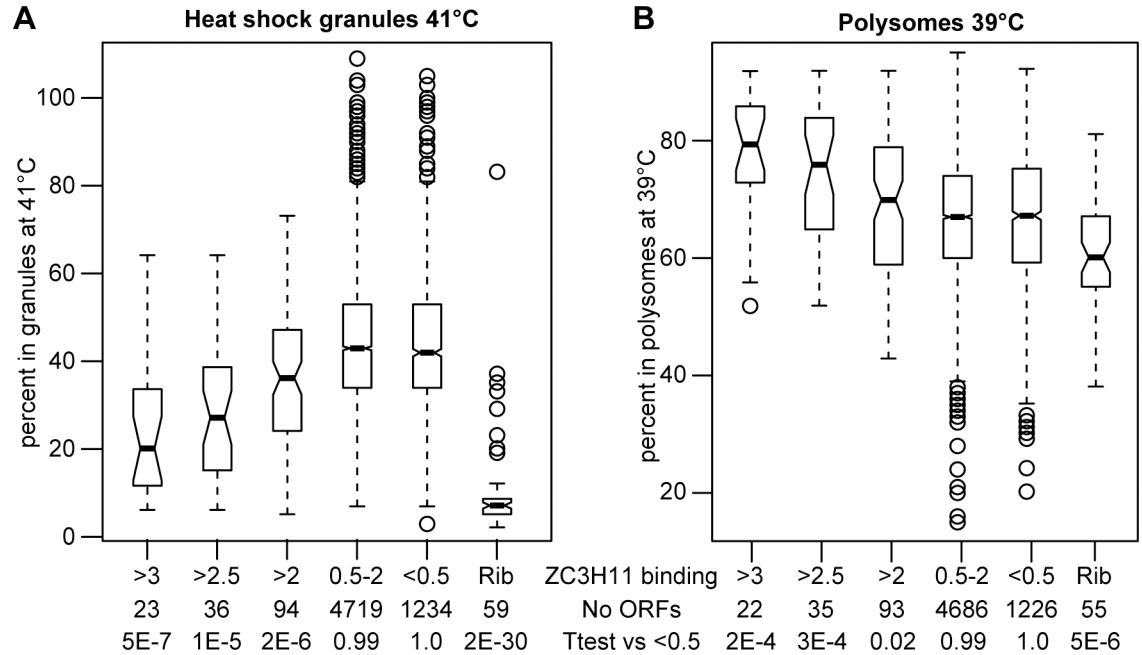 A Heat shock granules 41°C
B Polysomes 39°C
percent in granules at 41°C
100
80
60
40
20
0
percent in polysomes at 39°C
80
60
40
20
>3 >2.5 >2 0.5-2 <0.5 Rib ZC3H11 binding >3 >2.5 >2 0.5-2 <0.5 Rib
23 36 94 4719 1234 59 No ORFs 22 35 93 4686 1226 55
5E-7 1E-5 2E-6 0.99 1.0 2E-30 Ttest vs <0.5 2E-4 3E-4 0.02 0.99 1.0 5E-6